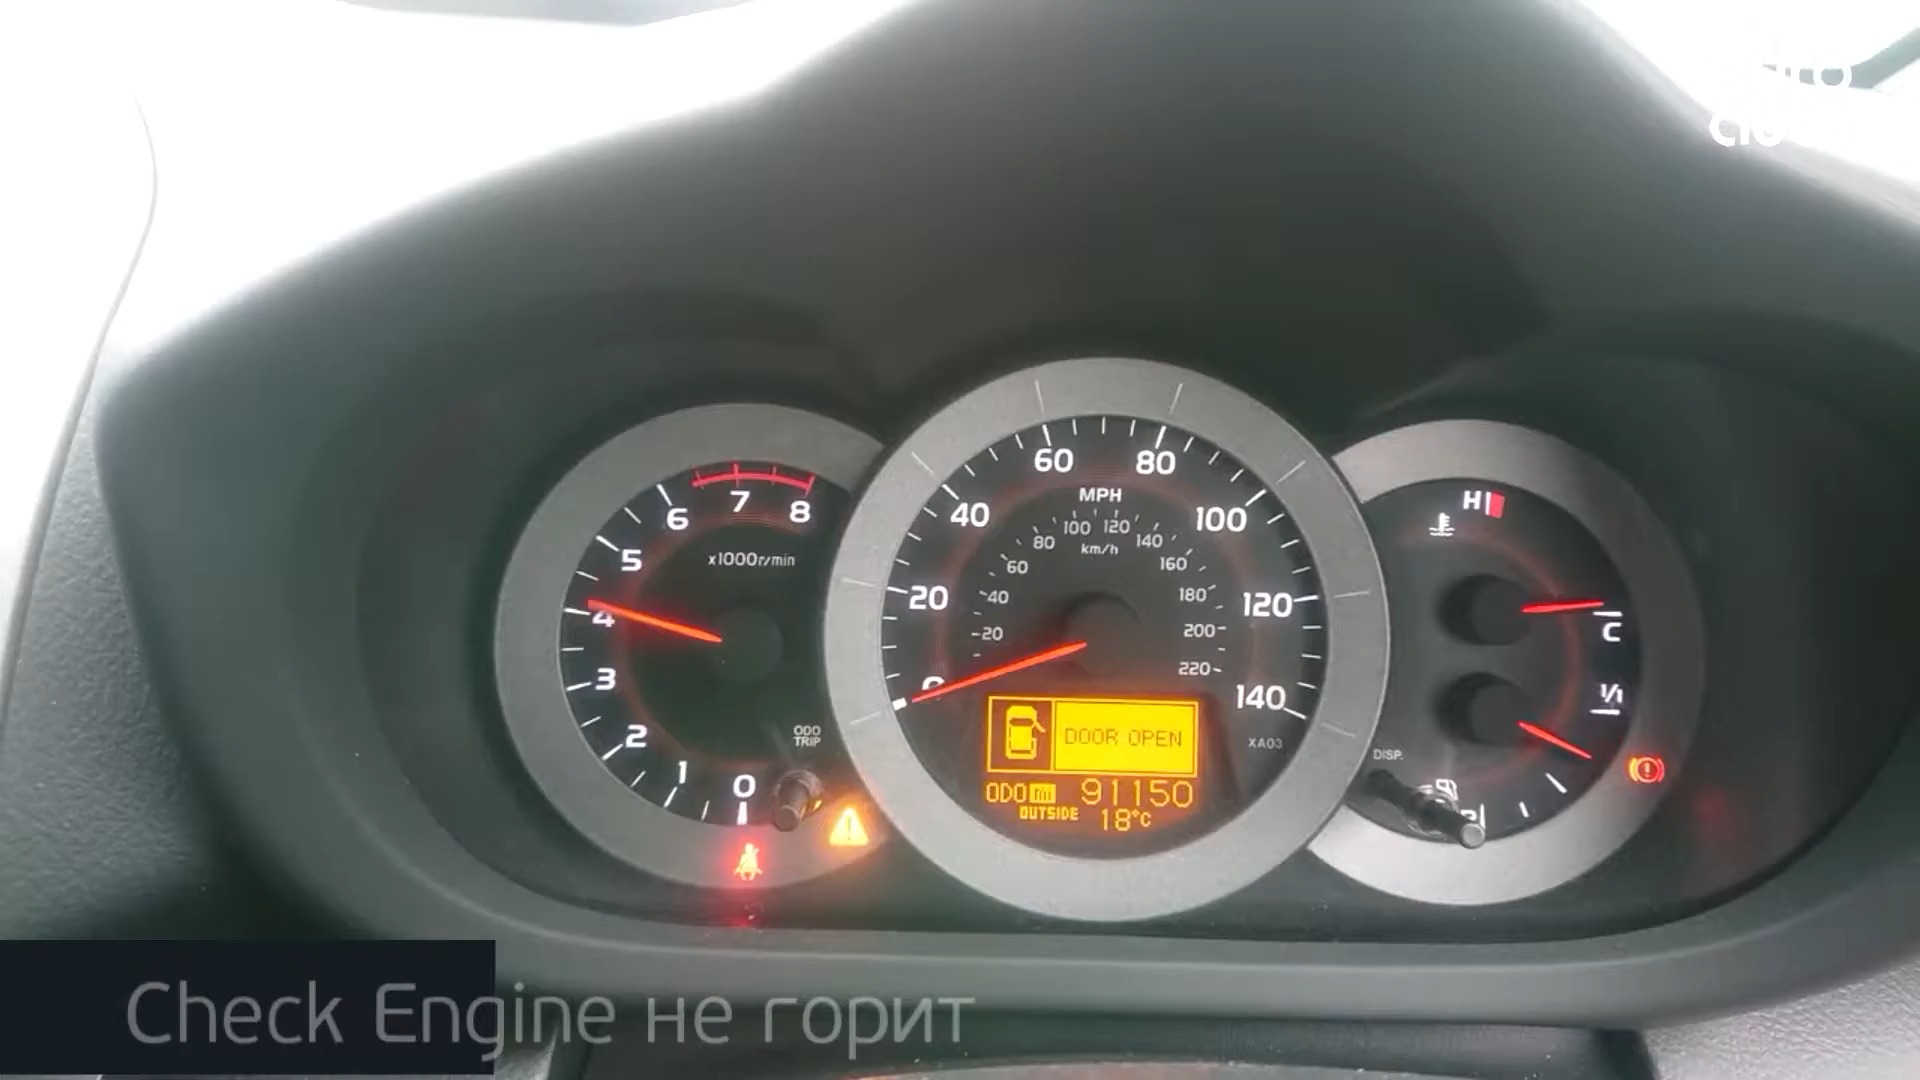 H
60
80
MPH
6
7
8
40
100
100
120
80
140
km/h
x1000r/min
5
60
160
20
40
180
120
4
20
200
C
3
220
0
140
1/1
2
ODO
TRIP
DOOR OPEN
XA03
DISP.
1
0
ODO mi 91150
OUTSIDE 18°C
Check Engine не горит